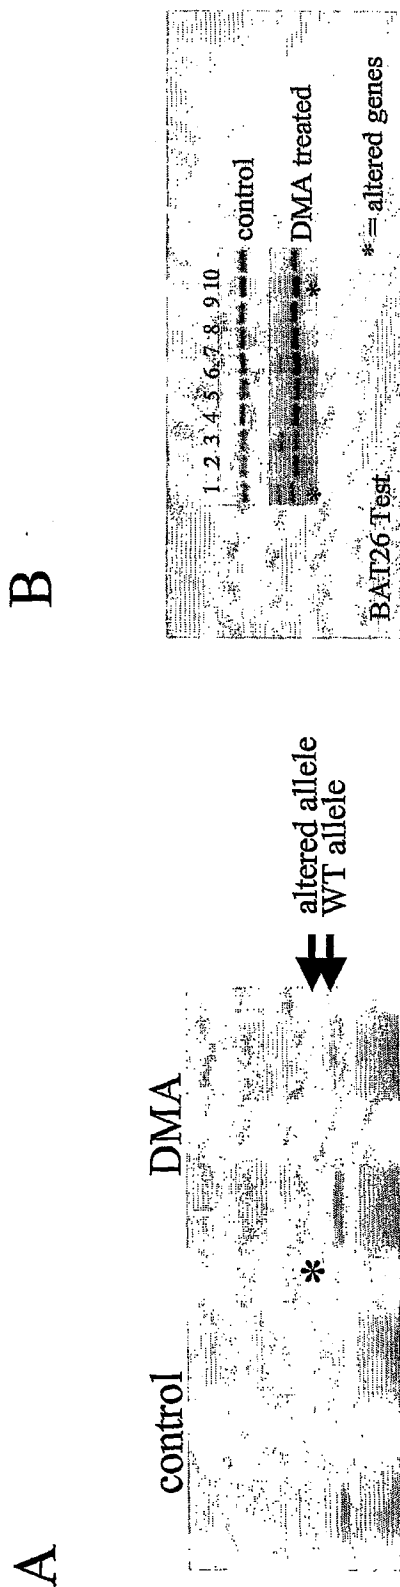 A
control
DMA
*
altered allele
WT allele
B
1 2 3 4 5 6 7 8 9 10
control
DMA treated
* *
BAT26 Test
* = altered genes